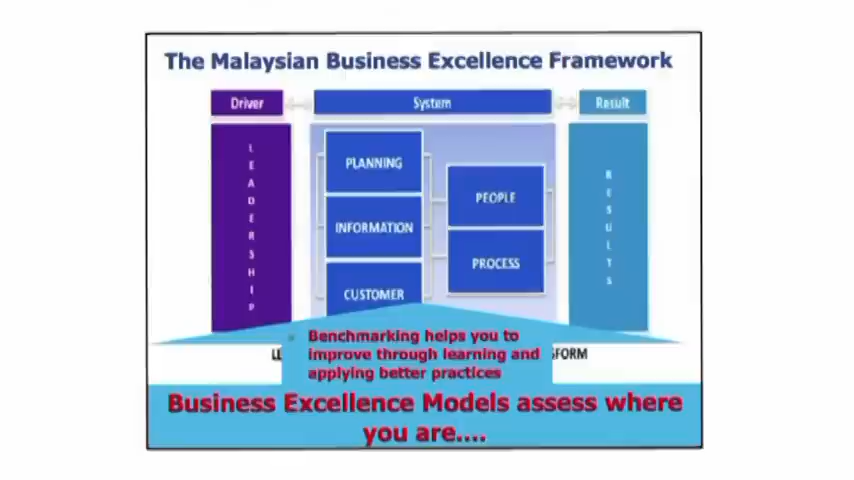 The Malaysian Business Excellence Framework
Driver
System
Result
LEADERSHIP
PLANNING
INFORMATION
CUSTOMER
PEOPLE
PROCESS
RESULTS
Benchmarking helps you to
improve through learning and
applying better practices
Business Excellence Models assess where
you are....